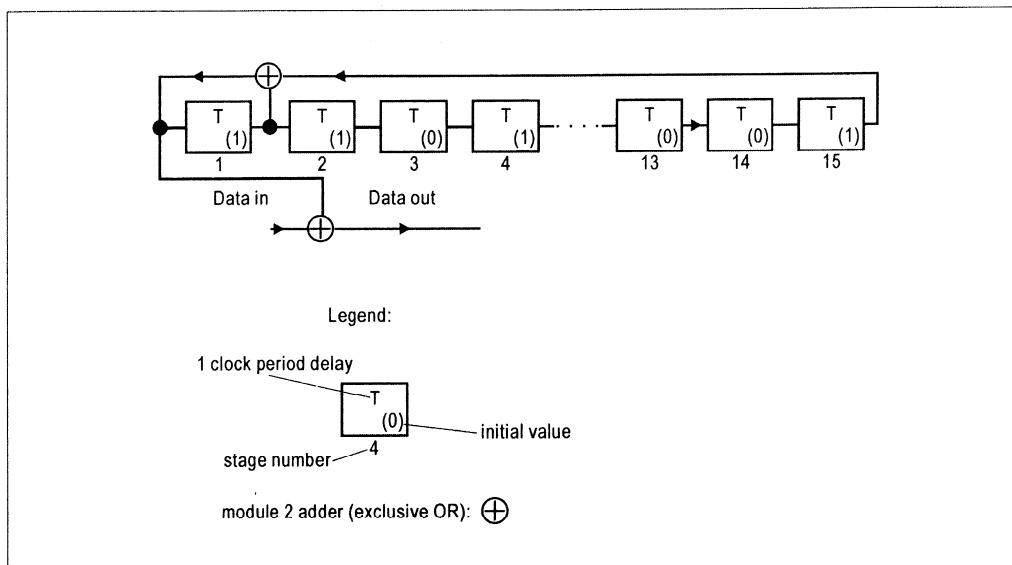 T T T T T T T
(1) (1) (0) (1) (0) (0) (1)
1 2 3 4 13 14 15
Data in Data out
Legend:
1 clock period delay
T
(0)
initial value
stage number 4
module 2 adder (exclusive OR):